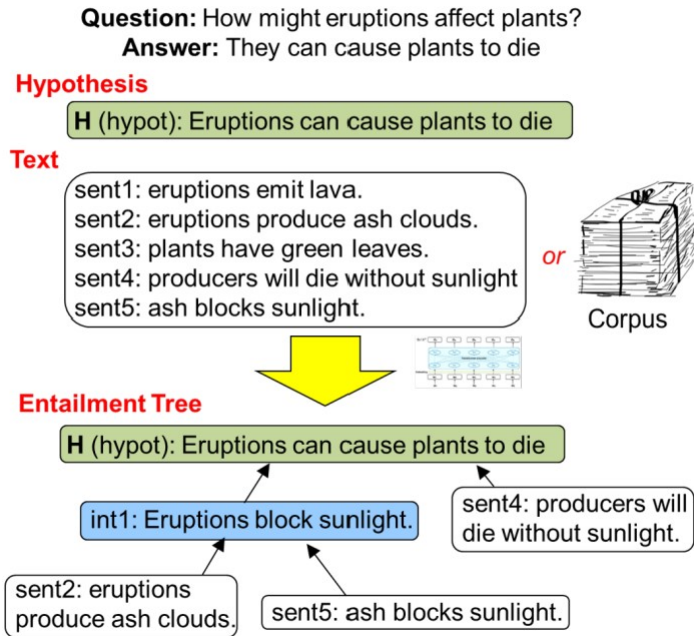 Question: How might eruptions affect plants?
Answer: They can cause plants to die
Hypothesis
H (hypot): Eruptions can cause plants to die
Text
sent1: eruptions emit lava.
sent2: eruptions produce ash clouds.
sent3: plants have green leaves.
sent4: producers will die without sunlight
sent5: ash blocks sunlight.
or
Corpus
Entailment Tree
H (hypot): Eruptions can cause plants to die
int1: Eruptions block sunlight.
sent4: producers will
die without sunlight.
sent2: eruptions
produce ash clouds.
sent5: ash blocks sunlight.